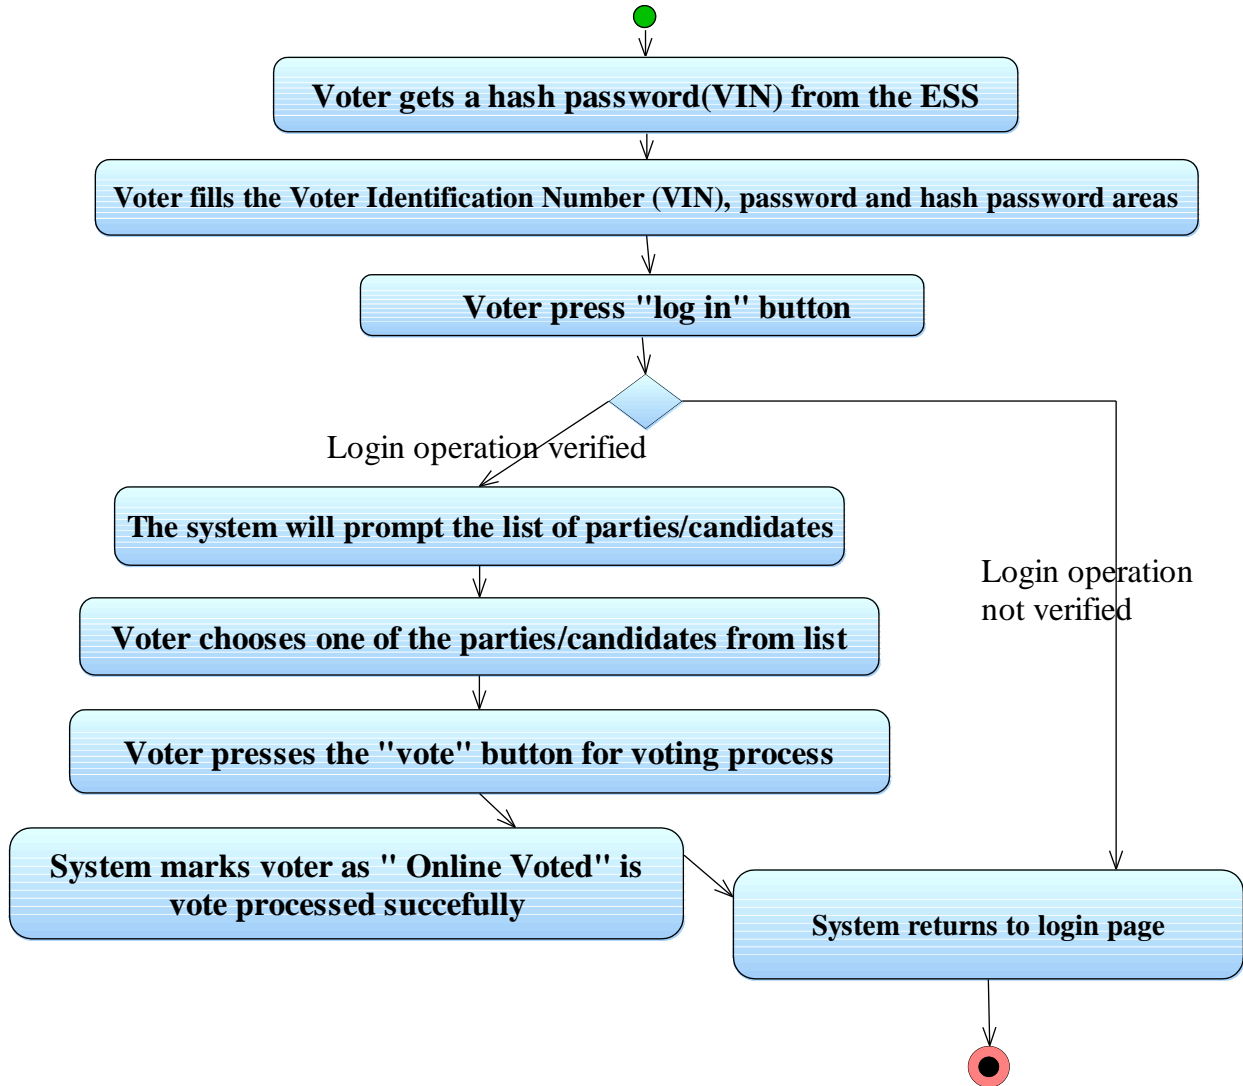 Voter gets a hash password(VIN) from the ESS
Voter fills the Voter Identification Number (VIN), password and hash password areas
Voter press "log in" button
Login operation verified
The system will prompt the list of parties/candidates
Login operation
not verified
Voter chooses one of the parties/candidates from list
Voter presses the "vote" button for voting process
System marks voter as " Online Voted" is
vote processed succefully
System returns to login page